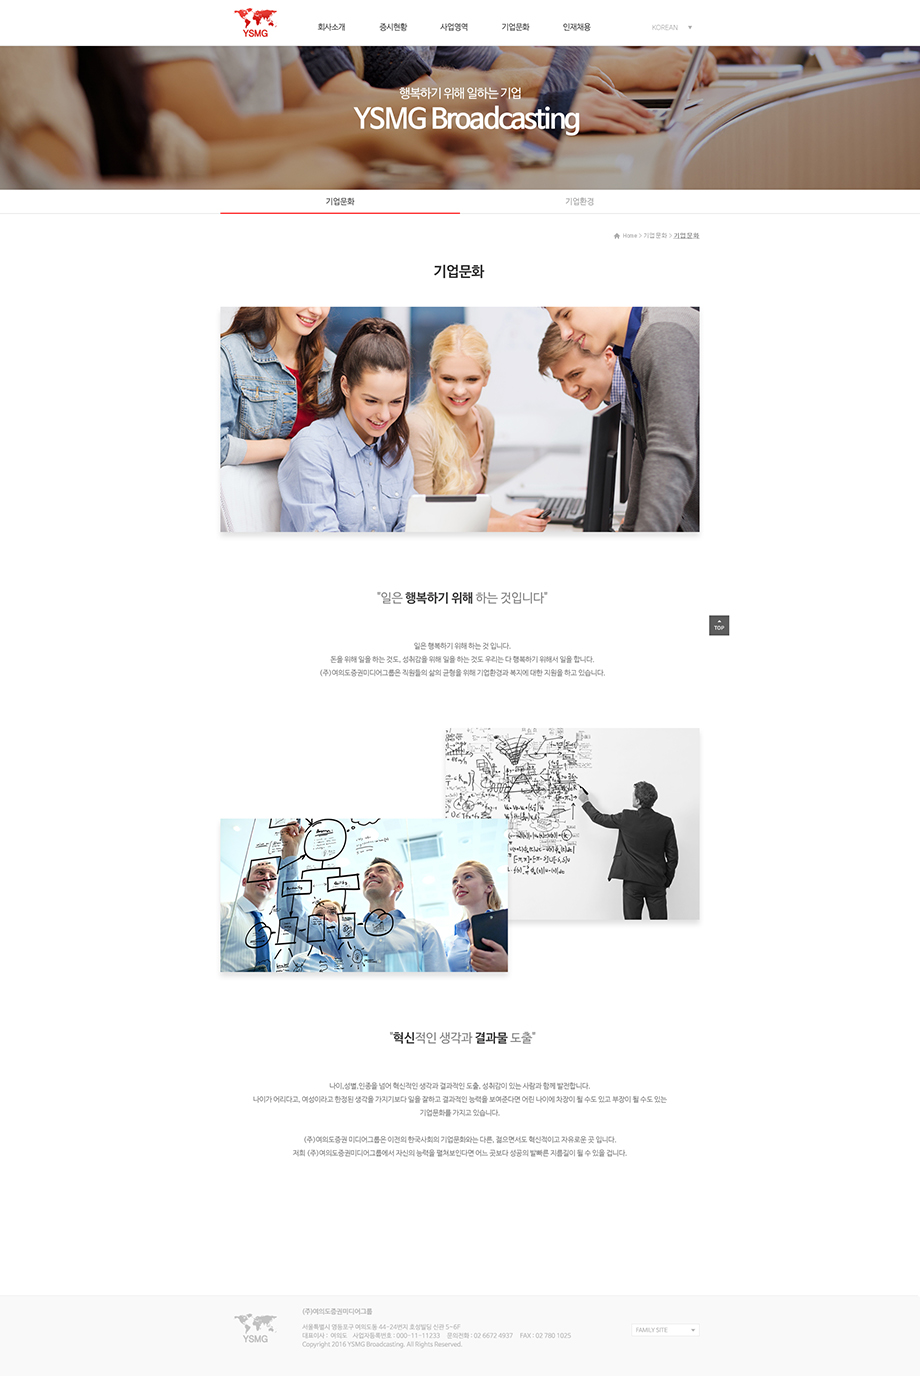 YSMG
회사소개 증시현황 사업영역 기업문화 인재채용 KOREAN
행복하기 위해 일하는 기업
YSMG Broadcasting
기업문화 기업환경
Home > 기업문화 > 기업문화
기업문화
"일은 행복하기 위해 하는 것입니다"
TOP
일은 행복하기 위해 하는 것 입니다.
돈을 위해 일을 하는 것도, 성취감을 위해 일을 하는 것도 우리는 다 행복하기 위해서 일을 합니다.
(주)여의도증권미디어그룹은 직원들의 삶의 균형을 위해 기업환경과 복지에 대한 지원을 하고 있습니다.
"혁신적인 생각과 결과물 도출"
나이,성별,인종을 넘어 혁신적인 생각과 결과적인 도출, 성취감이 있는 사람과 함께 발전합니다.
나이가 어리다고, 여성이라고 한정된 생각을 가지기보다 일을 잘하고 결과적인 능력을 보여준다면 어린 나이에 차장이 될 수도 있고 부장이 될 수도 있는
기업문화를 가지고 있습니다.
(주)여의도증권 미디어그룹은 이전의 한국사회의 기업문화와는 다른, 젊으면서도 혁신적이고 자유로운 곳 입니다.
저희 (주)여의도증권미디어그룹에서 자신의 능력을 펼쳐보인다면 어느 곳보다 성공의 발빠른 지름길이 될 수 있을 겁니다.
(주)여의도증권미디어그룹
서울특별시 영등포구 여의도동 44-24번지 호성빌딩 신관 5~6F
대표이사 : 여의도 사업자등록번호 : 000-11-11233 문의전화 : 02 6672 4937 FAX : 02 780 1025
Copyright 2016 YSMG Broadcasting. All Rights Reserved.
YSMG
FAMILY SITE